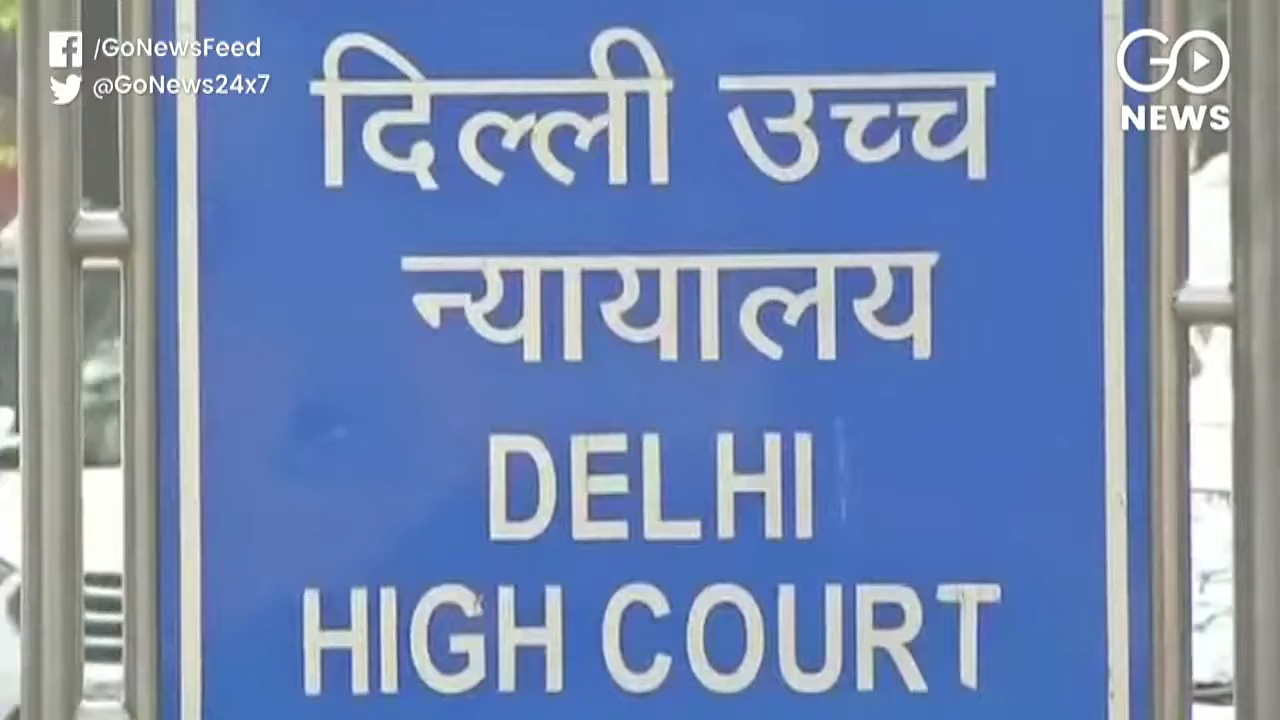 /GoNewsFeed
@GoNews24x7
GO
NEWS
दिल्ली उच्च
न्यायालय
DELHI
HIGH COURT